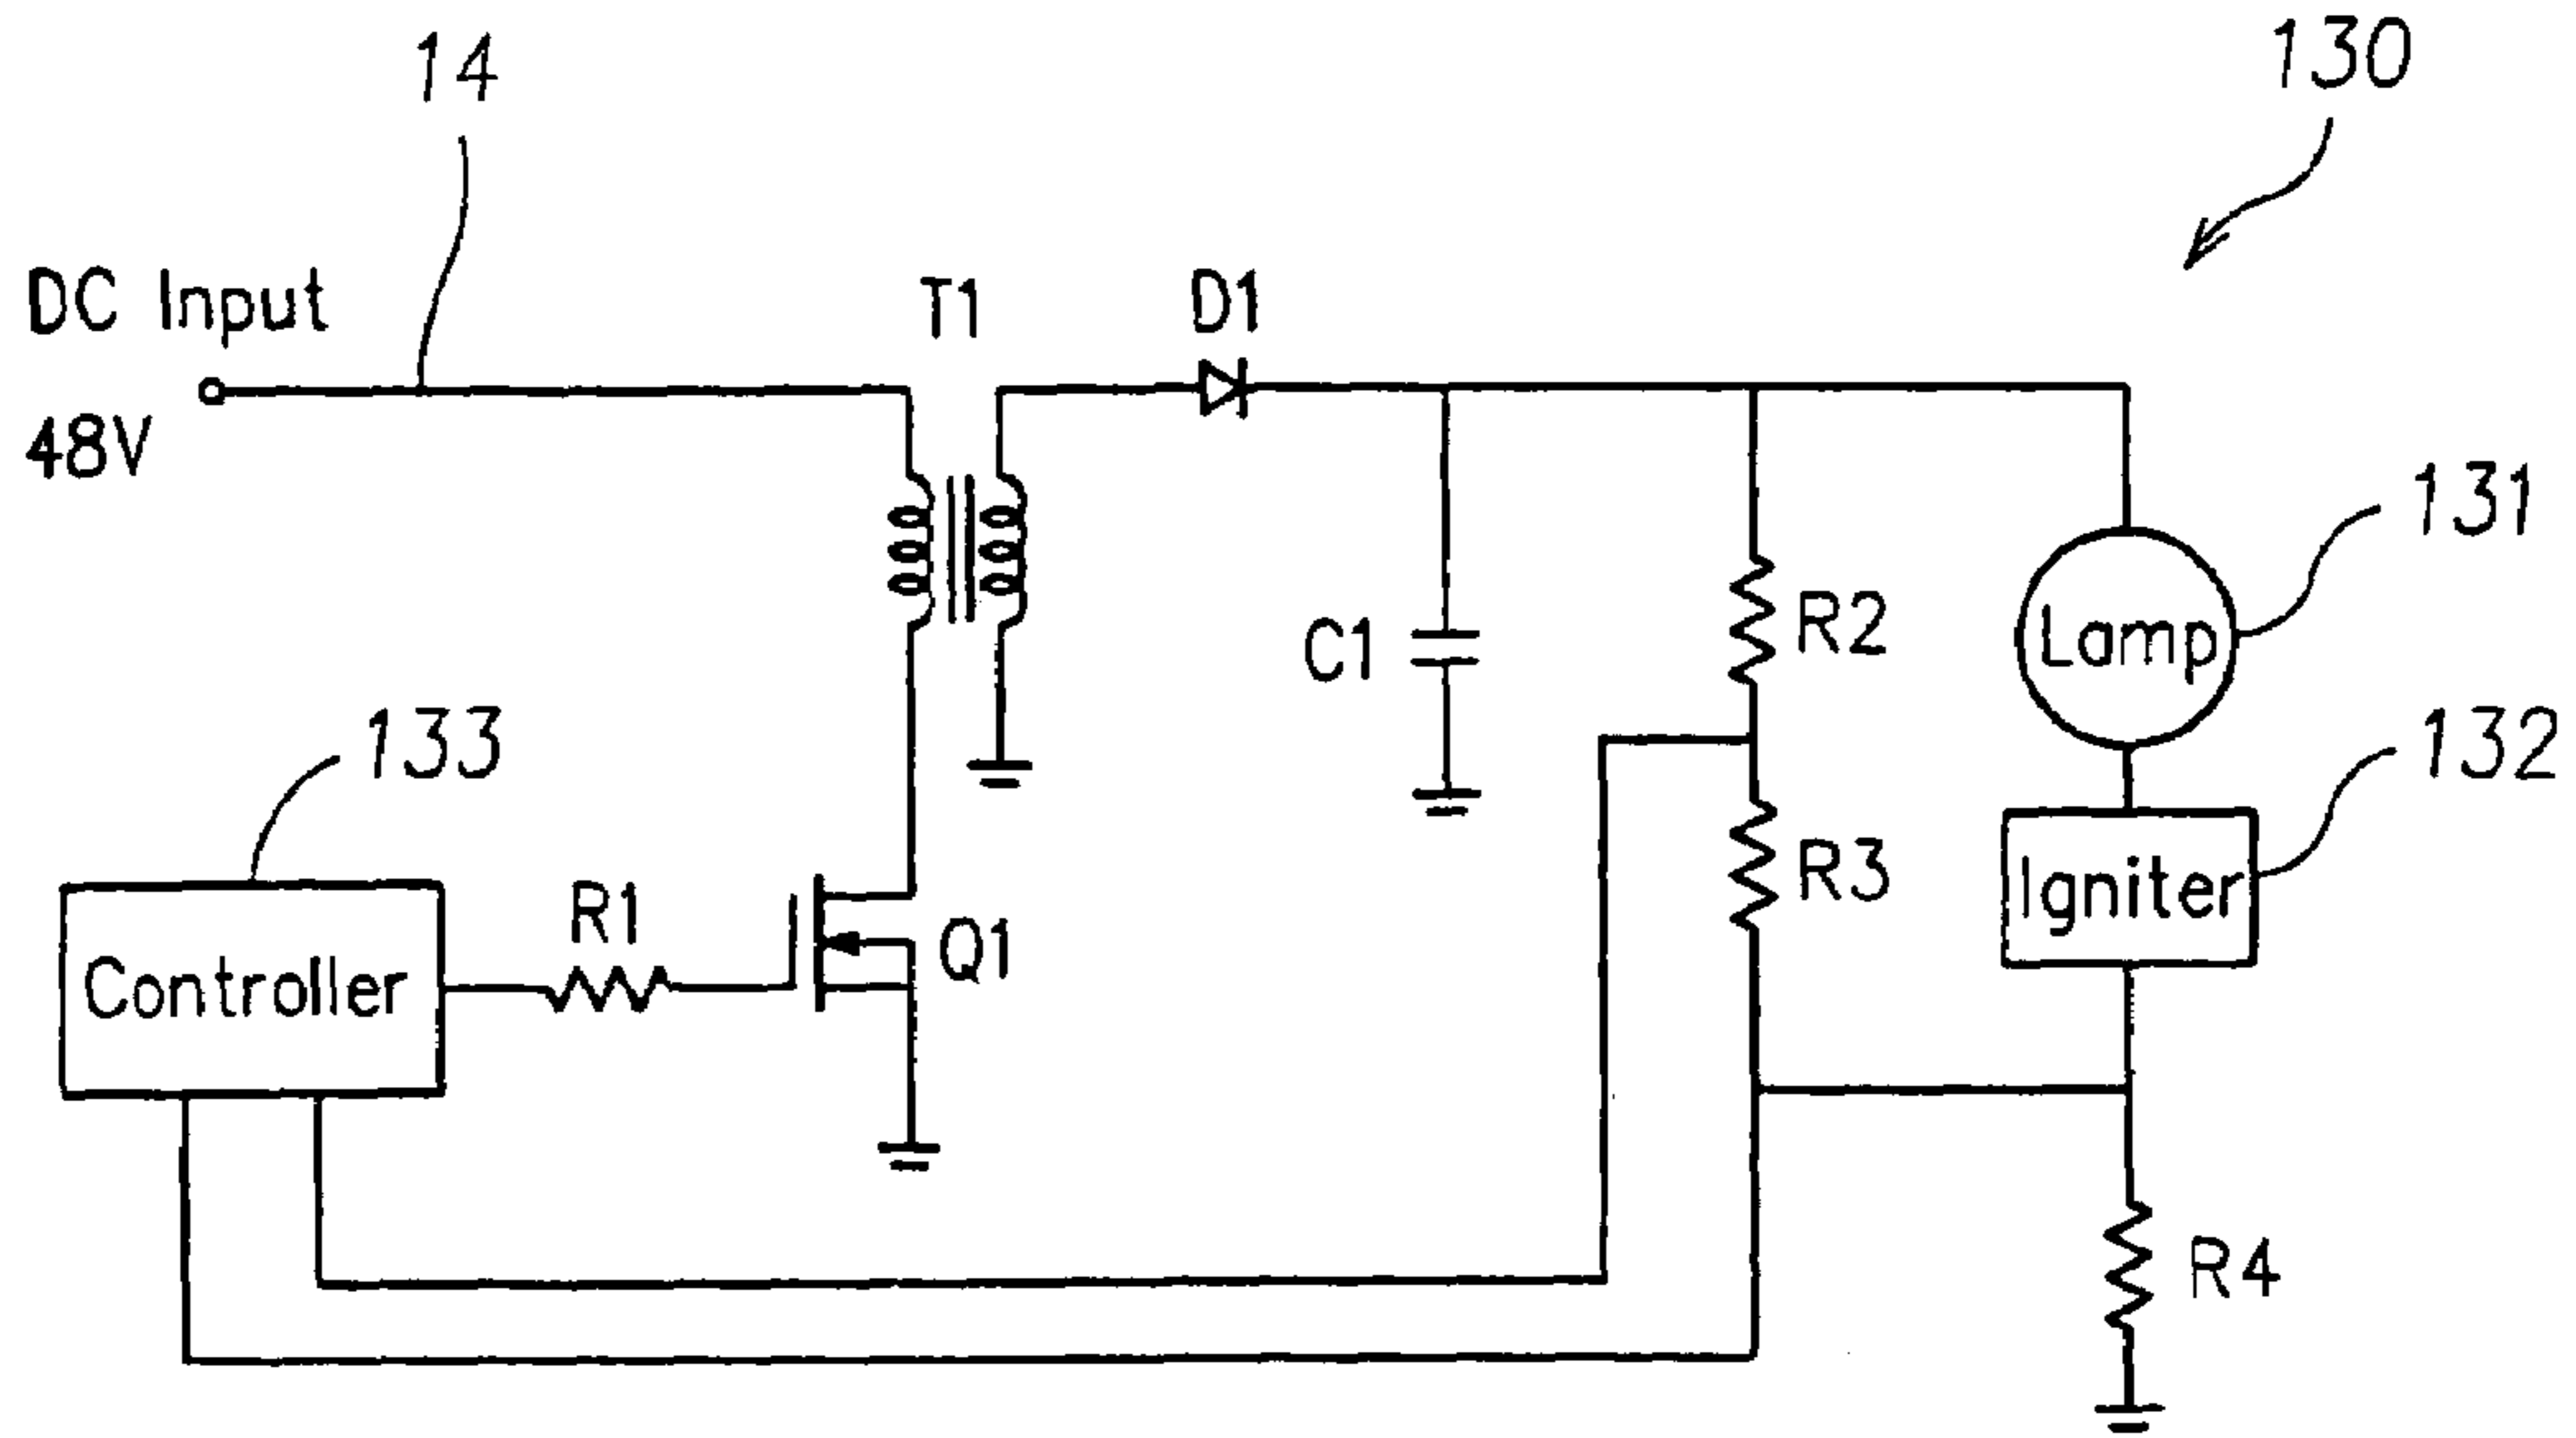 14
130
DC Input
48V
T1
D1
131
Lamp
C1
R2
132
133
Igniter
R3
R1
Q1
Controller
R4